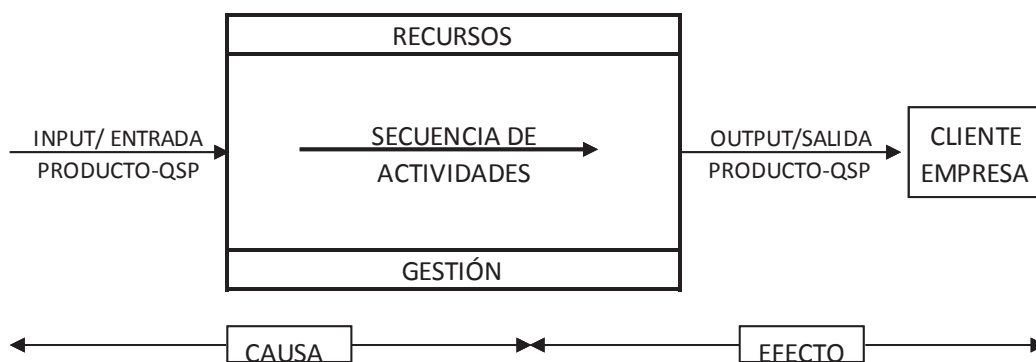 RECURSOS
INPUT/ ENTRADA
PRODUCTO-QSP
SECUENCIA DE
ACTIVIDADES
OUTPUT/SALIDA
PRODUCTO-QSP
CLIENTE
EMPRESA
GESTIÓN
CAUSA
EFECTO